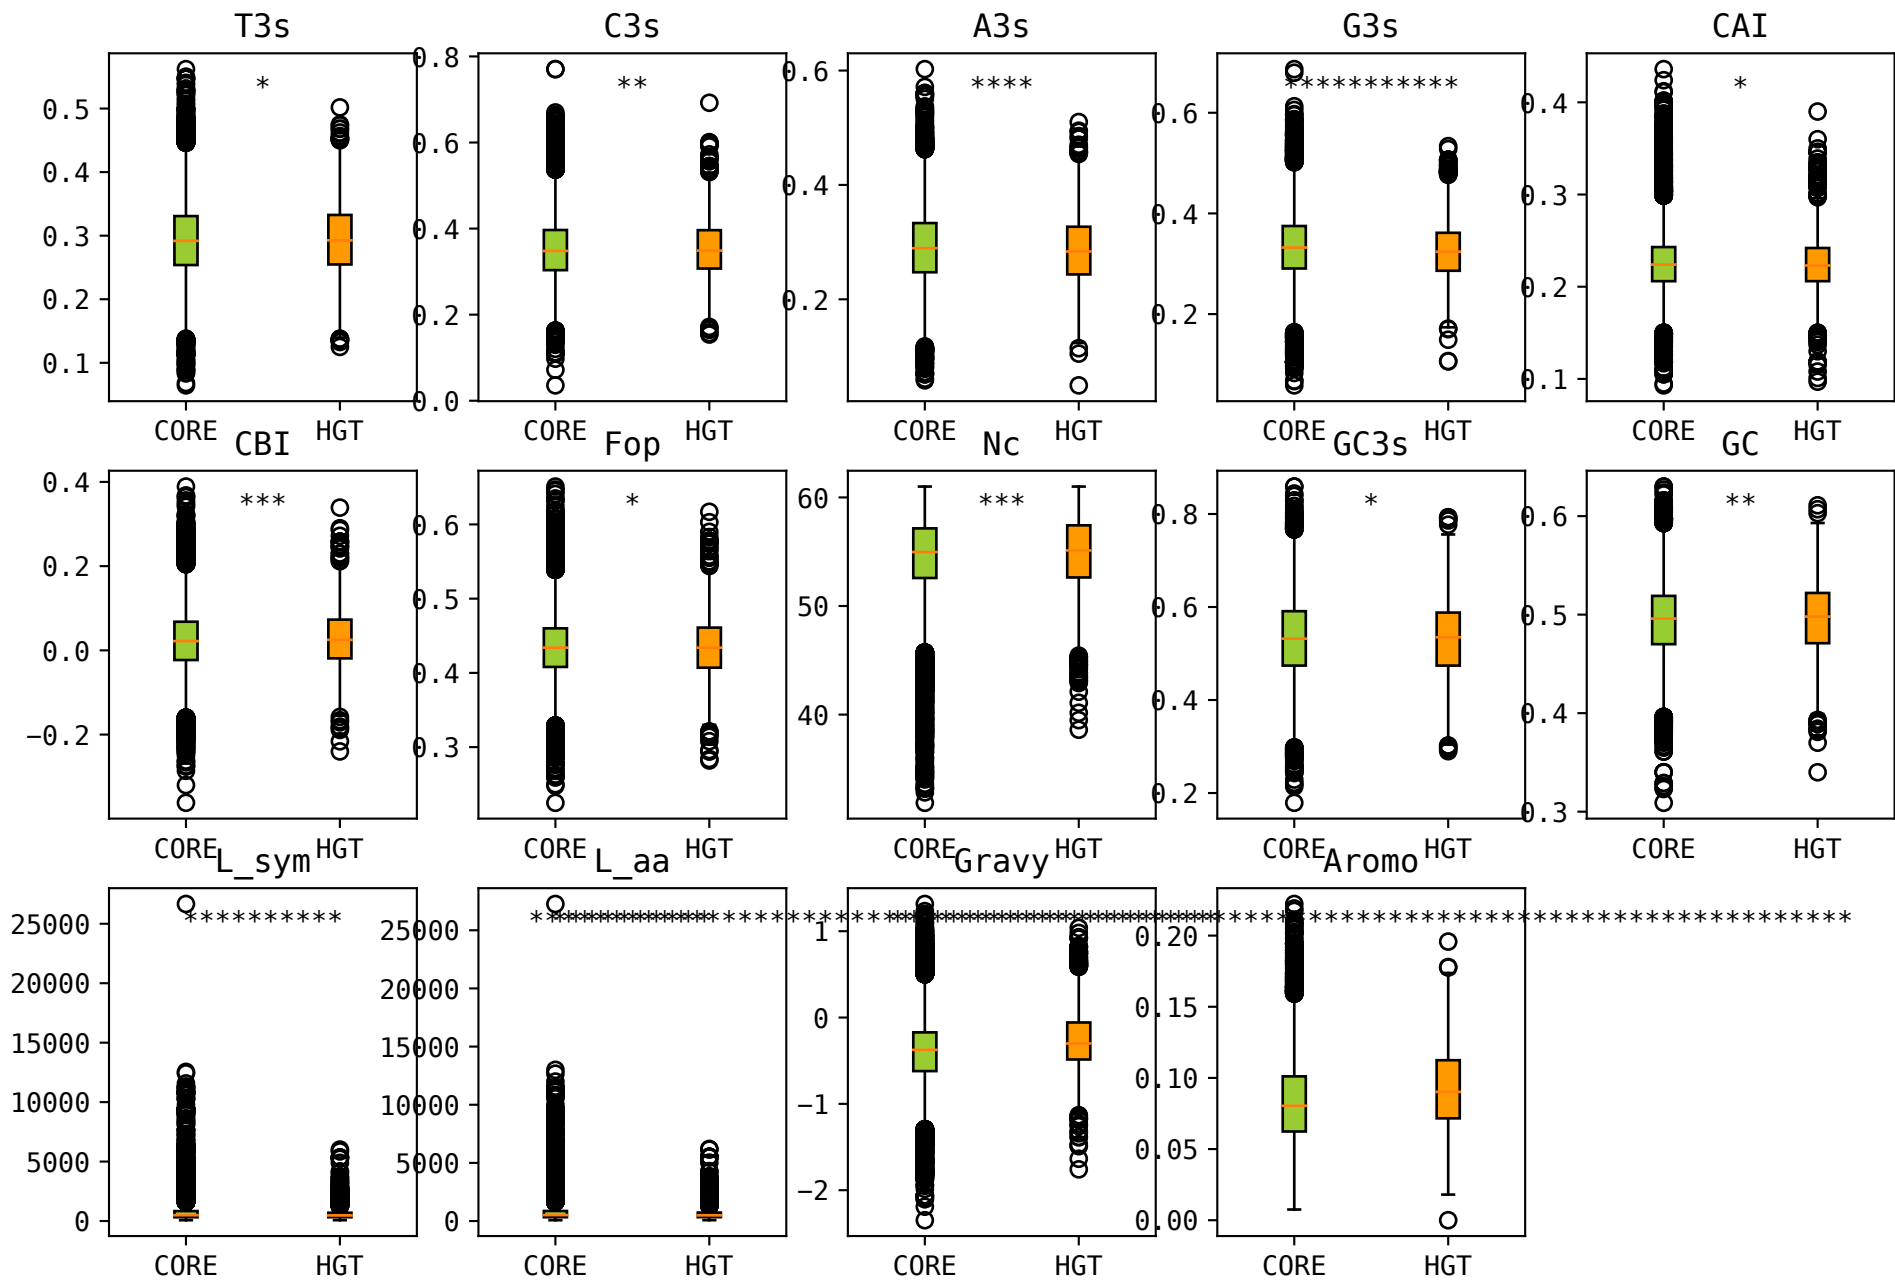 T3s
C3s
A3s
G3s
CAI
*
**
****
**********
*
0.5
0.4
0.3
0.2
0.1
0.8
0.6
0.4
0.2
0.0
0.6
0.4
0.2
0.6
0.4
0.2
0.4
0.3
0.2
0.1
CORE HGT
CORE HGT
CORE HGT
CORE HGT
CORE HGT
CBI
Fop
Nc
GC3s
GC
***
*
***
*
**
0.4
0.2
0.0
−0.2
0.6
0.5
0.4
0.3
60
50
40
0.8
0.6
0.4
0.2
0.6
0.5
0.4
0.3
CORE HGT
CORE HGT
CORE HGT
CORE HGT
CORE HGT
L_sym
L_aa
Gravy
Aromo
**********
25000
20000
15000
10000
5000
0
25000
20000
15000
10000
5000
0
1
0
−1
−2
0.20
0.15
0.10
0.05
0.00
CORE HGT
CORE HGT
CORE HGT
CORE HGT